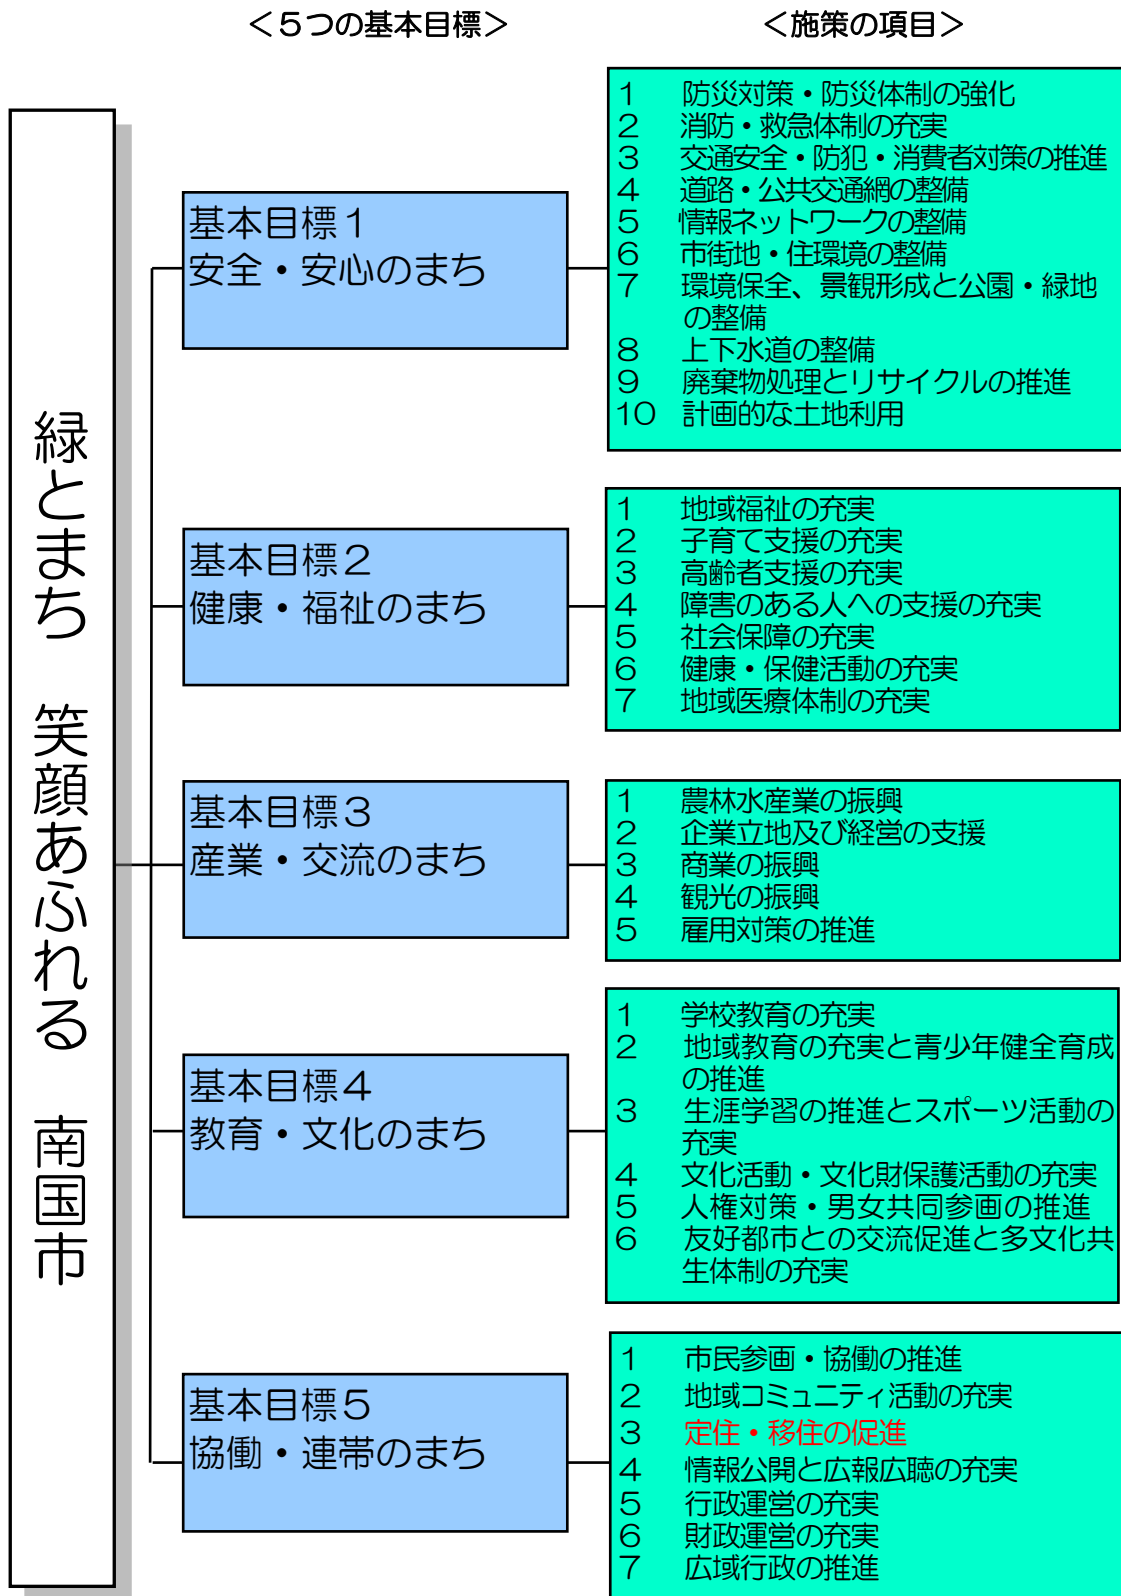 ＜５つの基本目標＞
＜施策の項目＞
緑とまち　笑顔あふれる　南国市
基本目標１
安全・安心のまち
1　防災対策・防災体制の強化
2　消防・救急体制の充実
3　交通安全・防犯・消費者対策の推進
4　道路・公共交通網の整備
5　情報ネットワークの整備
6　市街地・住環境の整備
7　環境保全、景観形成と公園・緑地
の整備
8　上下水道の整備
9　廃棄物処理とリサイクルの推進
10　計画的な土地利用
基本目標２
健康・福祉のまち
1　地域福祉の充実
2　子育て支援の充実
3　高齢者支援の充実
4　障害のある人への支援の充実
5　社会保障の充実
6　健康・保健活動の充実
7　地域医療体制の充実
基本目標３
産業・交流のまち
1　農林水産業の振興
2　企業立地及び経営の支援
3　商業の振興
4　観光の振興
5　雇用対策の推進
基本目標４
教育・文化のまち
1　学校教育の充実
2　地域教育の充実と青少年健全育成
の推進
3　生涯学習の推進とスポーツ活動の
充実
4　文化活動・文化財保護活動の充実
5　人権対策・男女共同参画の推進
6　友好都市との交流促進と多文化共
生体制の充実
基本目標５
協働・連帯のまち
1　市民参画・協働の推進
2　地域コミュニティ活動の充実
3　定住・移住の促進
4　情報公開と広報広聴の充実
5　行政運営の充実
6　財政運営の充実
7　広域行政の推進